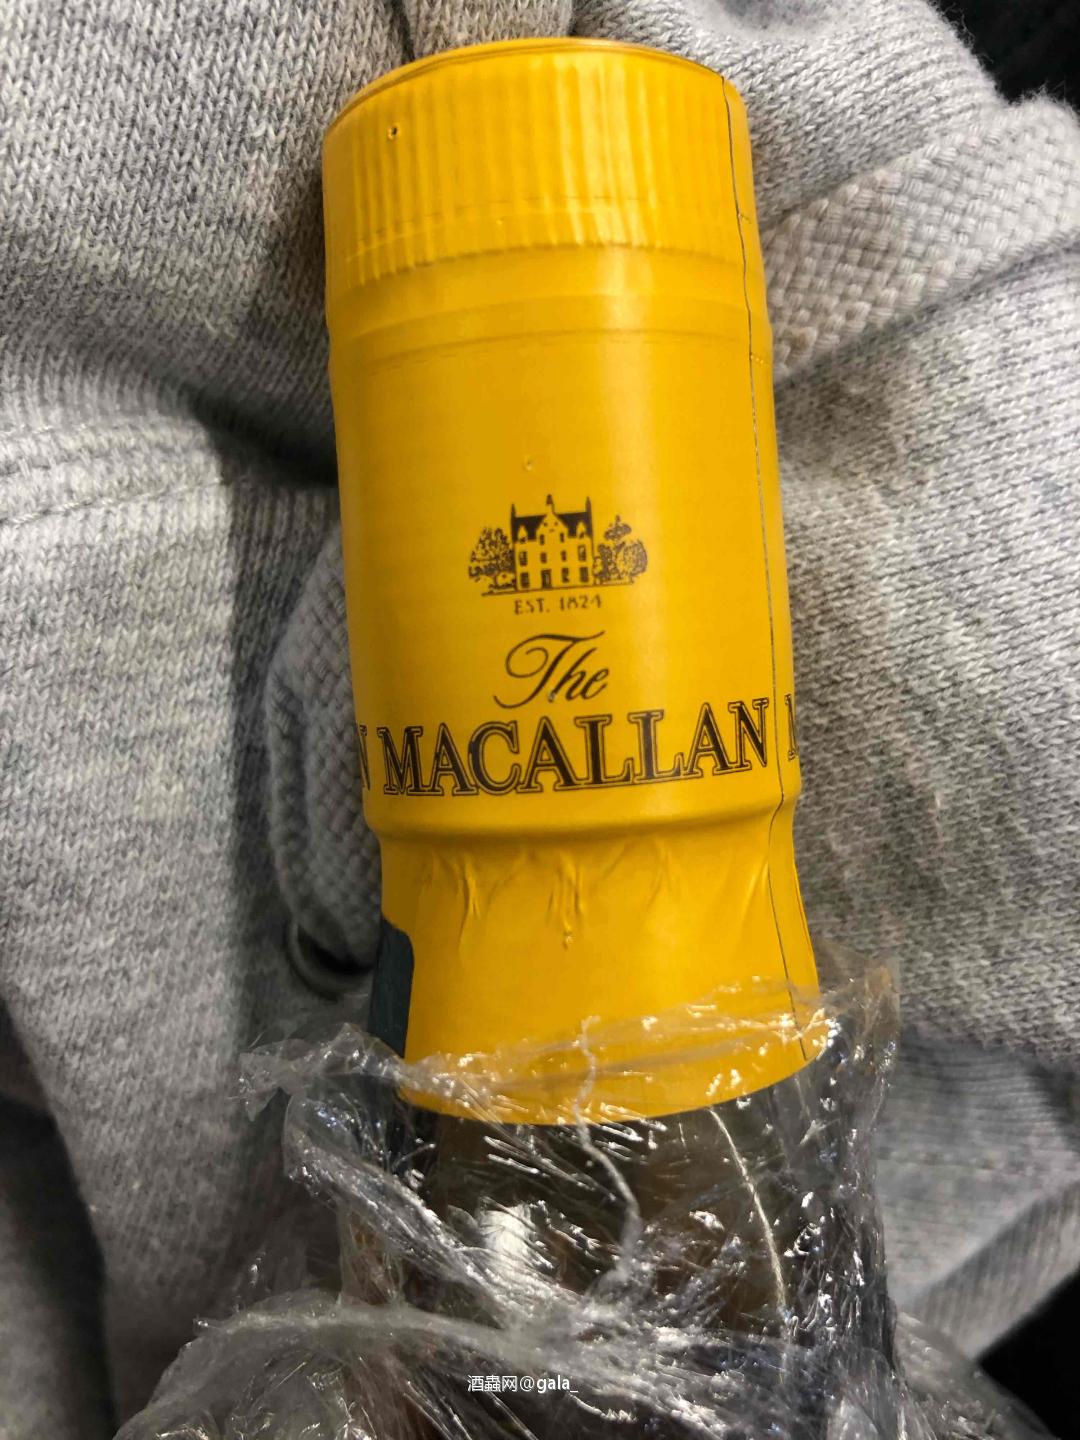 EST. 1824
The
N MACALLAN M
酒蟲网@gala_